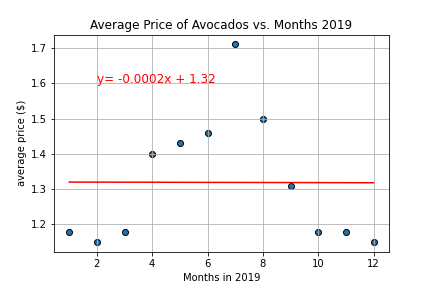 Average Price of Avocados vs. Months 2019
1.7
y= -0.0002x + 1.32
1.6
1.5
1.4
1.3
1.2
average price ($)
2 4 6 8 10 12
Months in 2019